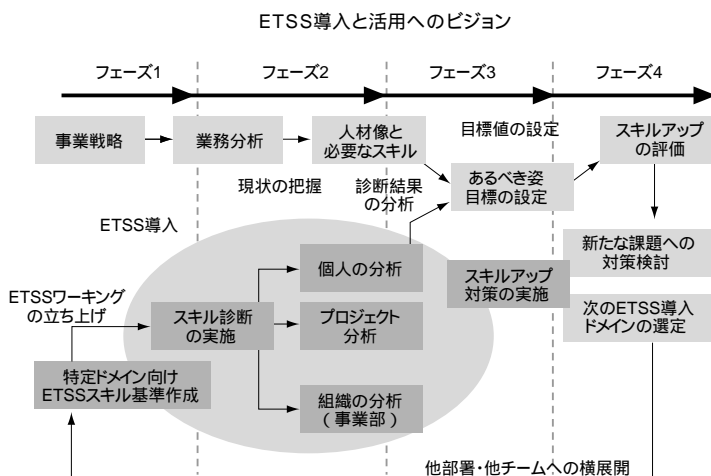 ETSS導入と活用へのビジョン
フェーズ1
フェーズ2
フェーズ3
フェーズ4
事業戦略
業務分析
人材像と
必要なスキル
目標値の設定
スキルアップ
の評価
現状の把握
診断結果
の分析
あるべき姿
目標の設定
ETSS導入
新たな課題への
対策検討
個人の分析
スキルアップ
対策の実施
ETSSワーキング
の立ち上げ
スキル診断
の実施
プロジェクト
分析
次のETSS導入
ドメインの選定
特定ドメイン向け
ETSSスキル基準作成
組織の分析
(事業部)
他部署・他チームへの横展開